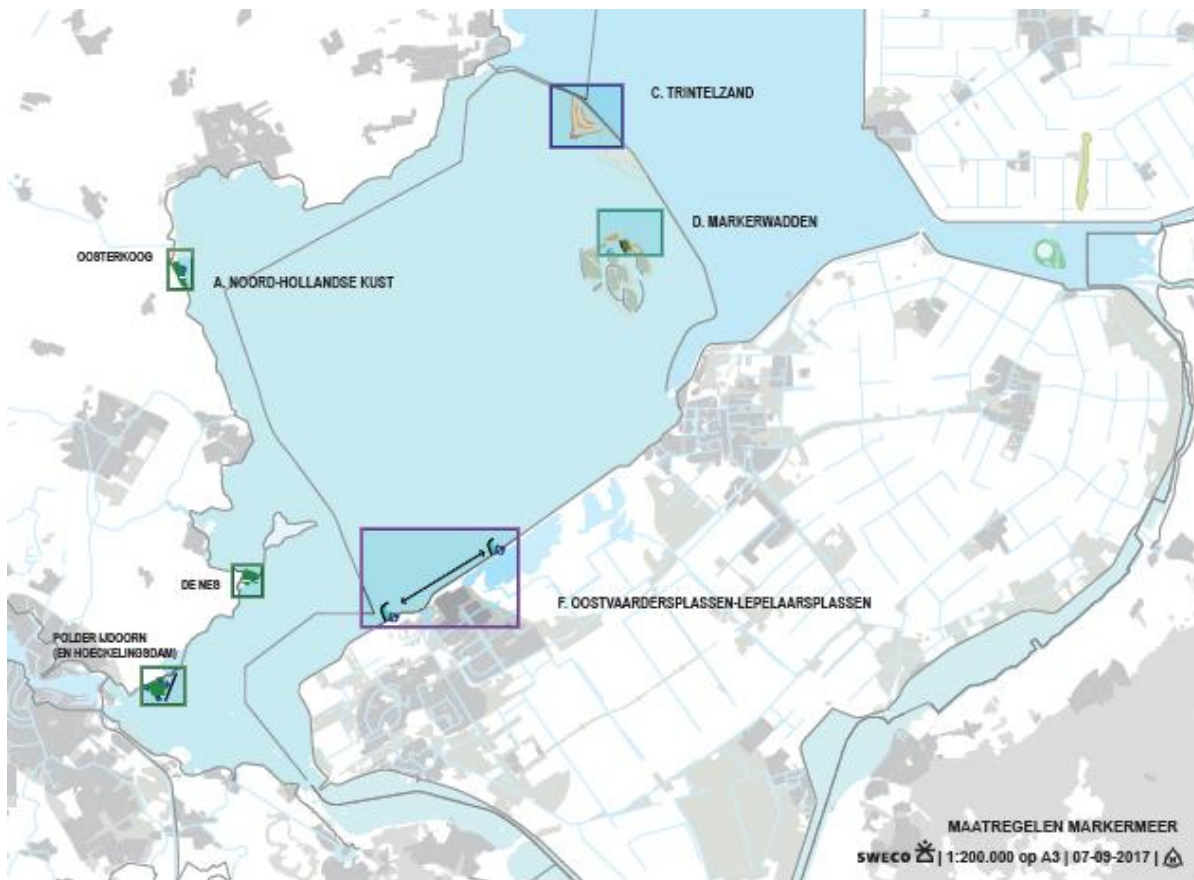 C. TRINTELZAND
D. MARKERWADDEN
OOSTERKOOG
A. NOORD-HOLLANDSE KUST
DE NES
F. OOSTVAARDERSPLASSEN-LEPELAARSPLASSEN
POLDER IJDOORN
(EN HOECKELINGSDAM)
MAATREGELEN MARKERMEER
SWECO | 1:200.000 op A3 | 07-09-2017 |